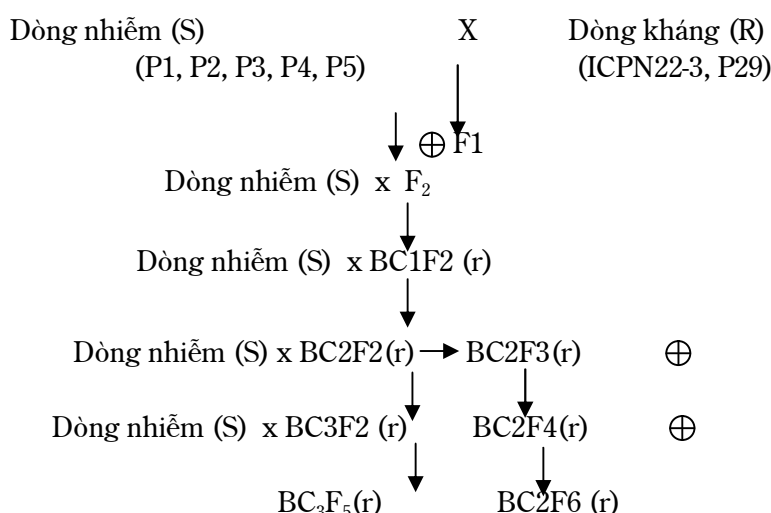 Dòng nhiễm (S) X Dòng kháng (R)
(P1, P2, P3, P4, P5) (ICPN22-3, P29)
⊕ F1
Dòng nhiễm (S) x F₂
Dòng nhiễm (S) x BC1F2 (r)
Dòng nhiễm (S) x BC2F2(r) BC2F3(r) ⊕
Dòng nhiễm (S) x BC3F2 (r) BC2F4(r) ⊕
BC₃F₅(r) BC2F6 (r)